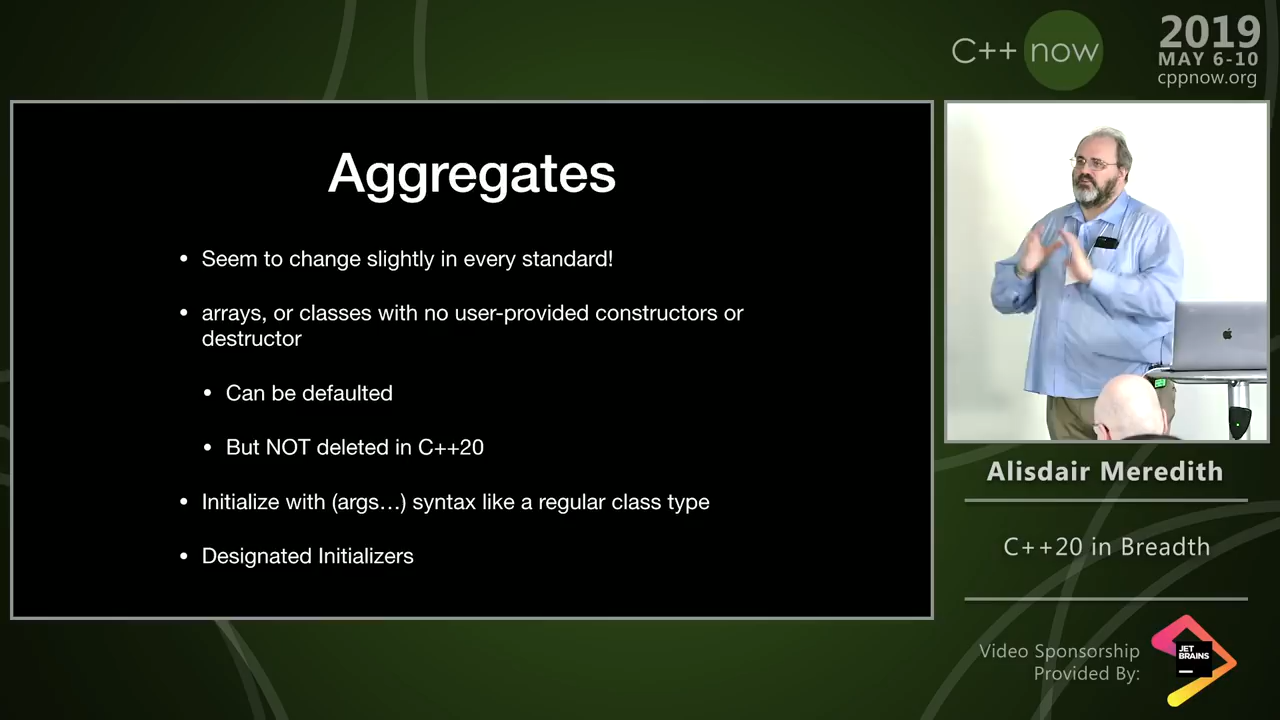 C++ now
2019
MAY 6-10
cppnow.org
Aggregates
• Seem to change slightly in every standard!
• arrays, or classes with no user-provided constructors or
destructor
• Can be defaulted
• But NOT deleted in C++20
• Initialize with (args…) syntax like a regular class type
• Designated Initializers
Alisdair Meredith
C++20 in Breadth
Video Sponsorship
Provided By:
JET
BRAINS